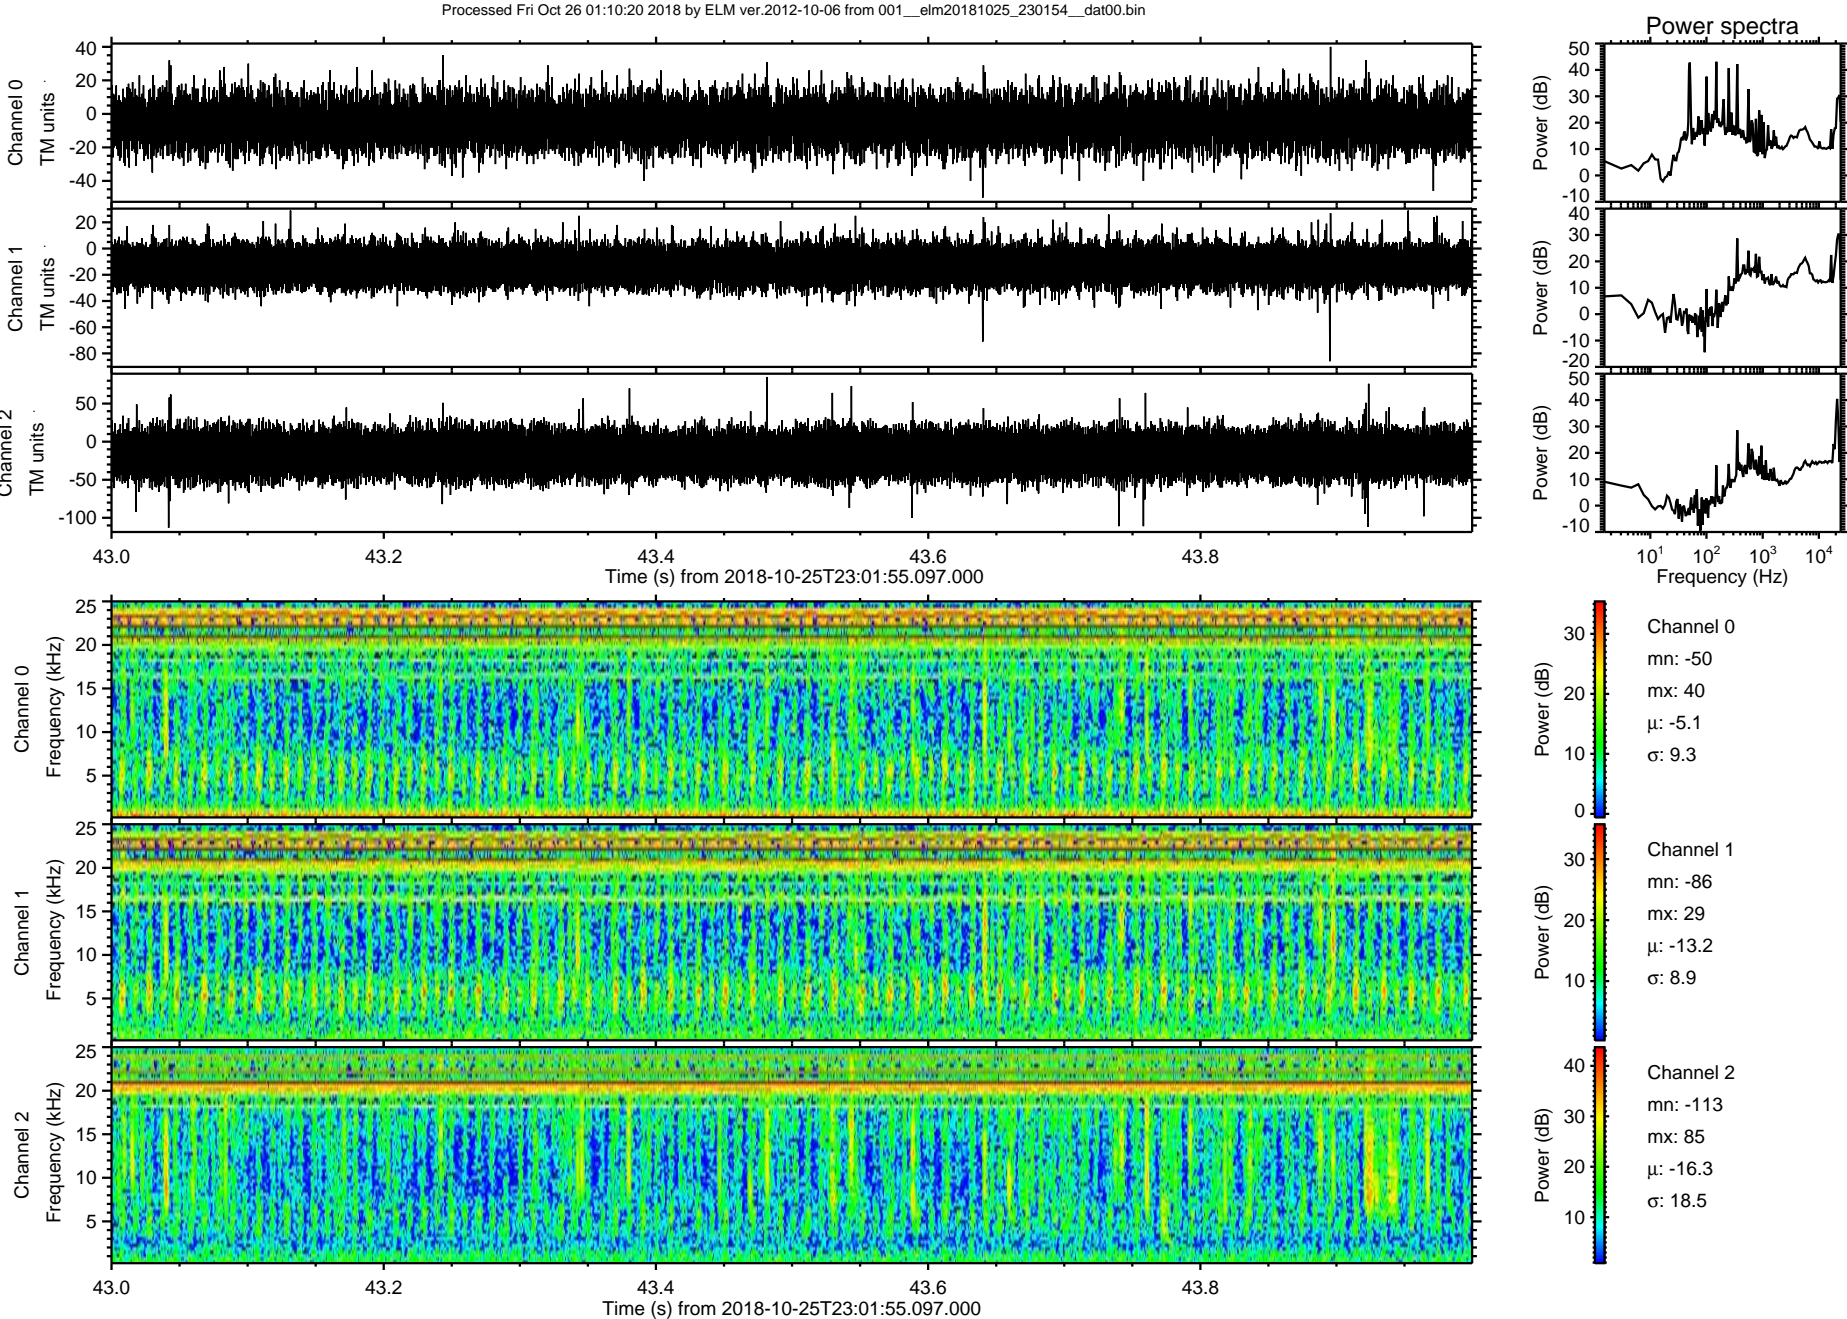 Processed Fri Oct 26 01:10:20 2018 by ELM ver.2012-10-06 from 001__elm20181025_230154__dat00.bin
Power spectra
Channel 0
TM units
40
20
0
-20
-40
Power (dB)
50
40
30
20
10
0
-10
Channel 1
TM units
20
0
-20
-40
-60
-80
Power (dB)
40
30
20
10
0
-10
-20
Channel 2
TM units
50
0
-50
-100
Power (dB)
50
40
30
20
10
0
-10
43.0 43.2 43.4 43.6 43.8
Time (s) from 2018-10-25T23:01:55.097.000
10¹ 10² 10³ 10⁴
Frequency (Hz)
Channel 0
Frequency (kHz)
25
20
15
10
5
Power (dB)
30
20
10
0
Channel 0
mn: -50
mx: 40
μ: -5.1
σ: 9.3
Channel 1
Frequency (kHz)
25
20
15
10
5
Power (dB)
30
20
10
Channel 1
mn: -86
mx: 29
μ: -13.2
σ: 8.9
Channel 2
Frequency (kHz)
25
20
15
10
5
Power (dB)
40
30
20
10
Channel 2
mn: -113
mx: 85
μ: -16.3
σ: 18.5
43.0 43.2 43.4 43.6 43.8
Time (s) from 2018-10-25T23:01:55.097.000